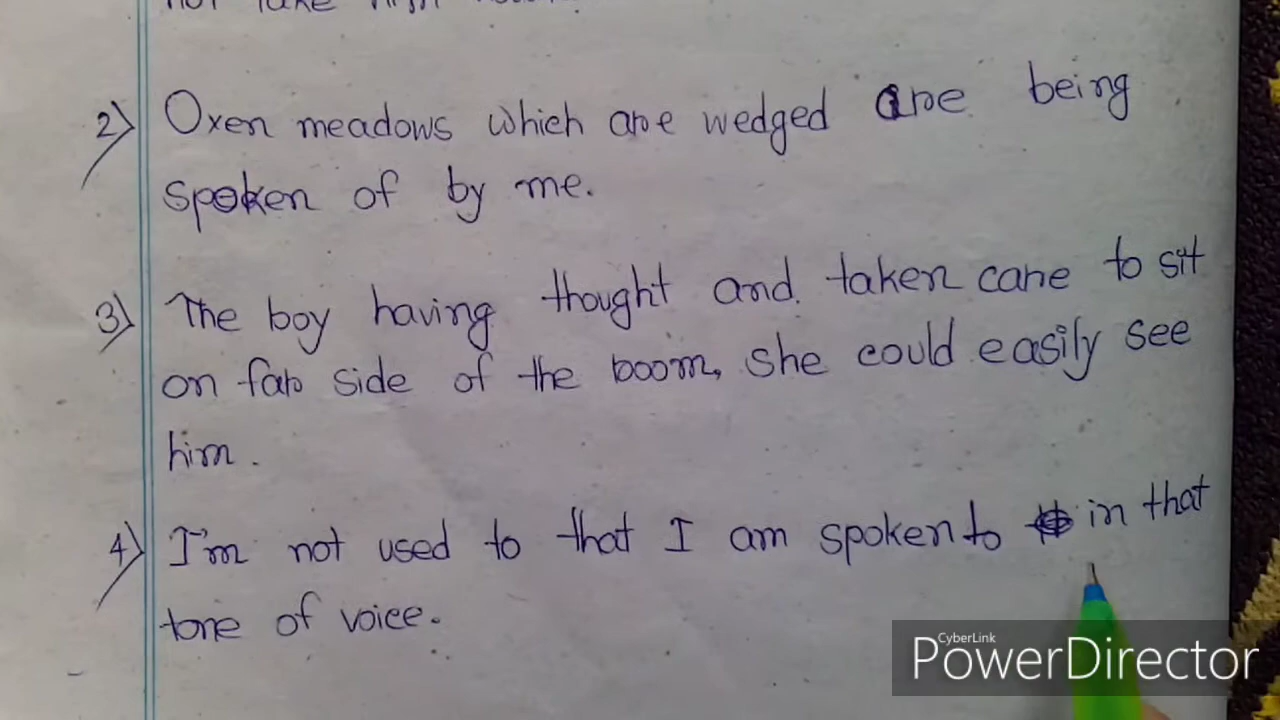 2) Oxen meadows which are wedged are being
spoken of by me.
3) The boy having thought and taken care to sit
on far side of the boom, she could easily see
him.
4) I'm not used to that I am spoken to in that
tone of voice.
CyberLink
PowerDirector